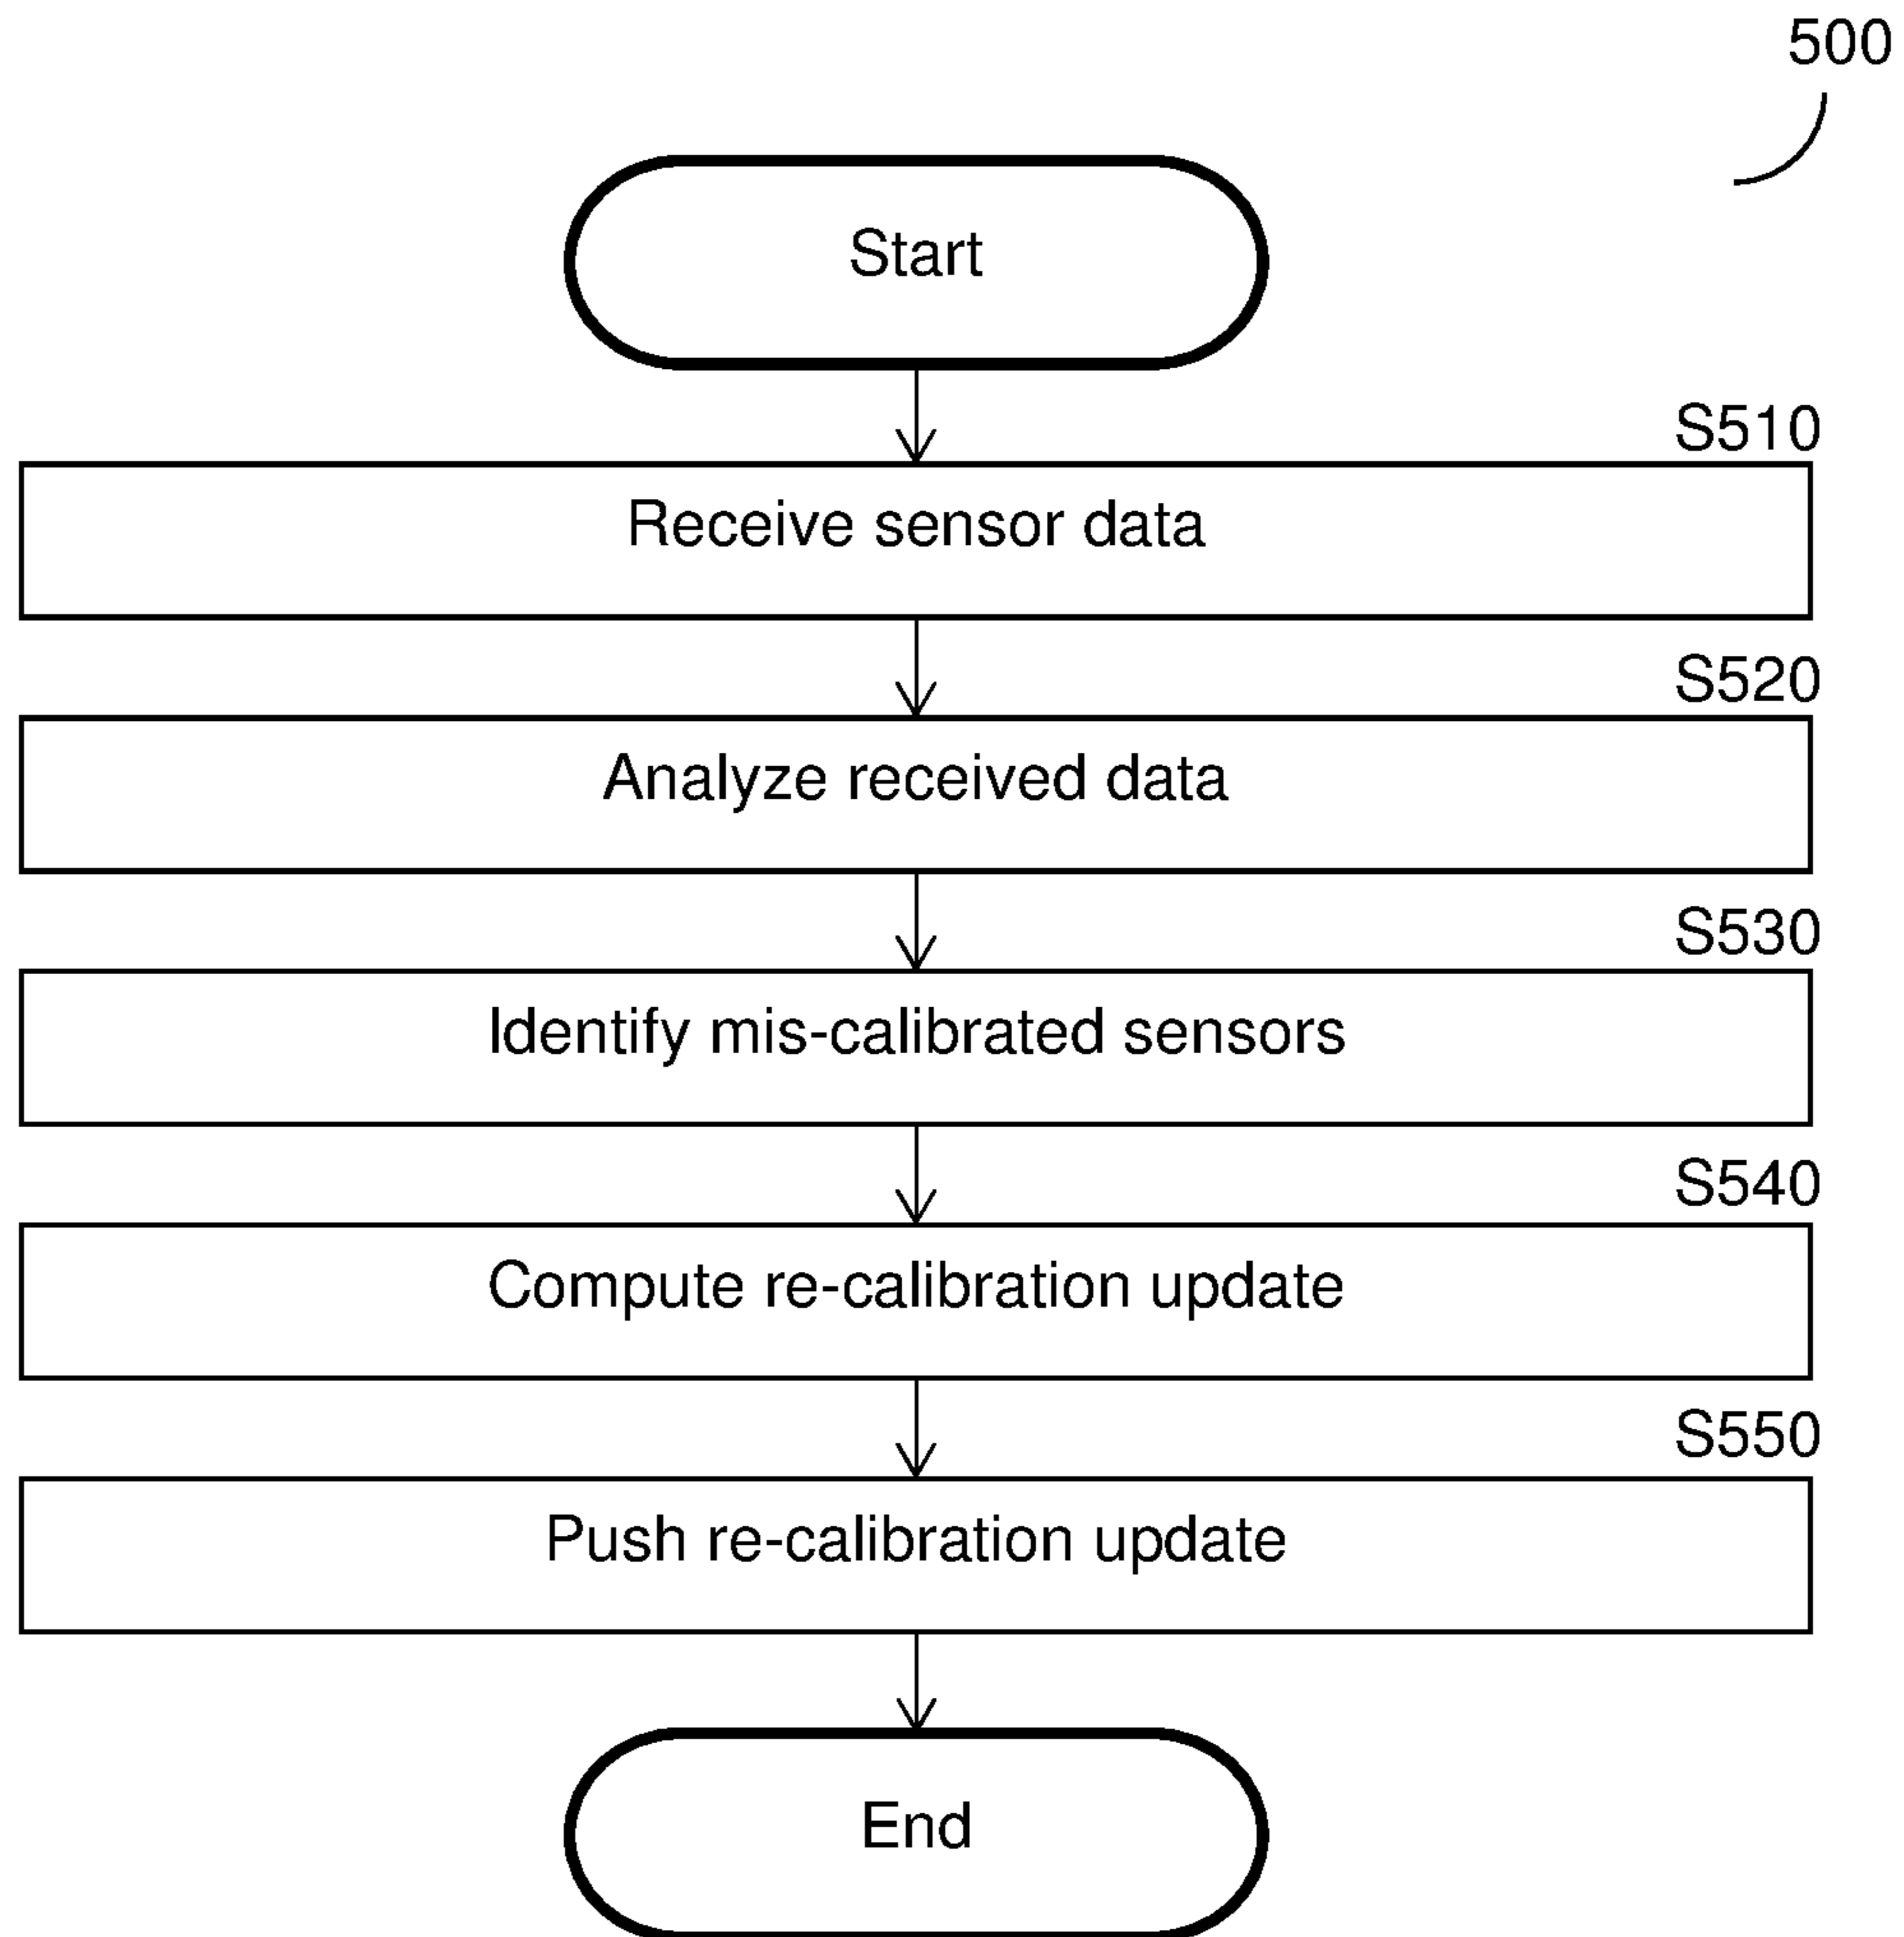 500
Start
S510
Receive sensor data
S520
Analyze received data
S530
Identify mis-calibrated sensors
S540
Compute re-calibration update
S550
Push re-calibration update
End